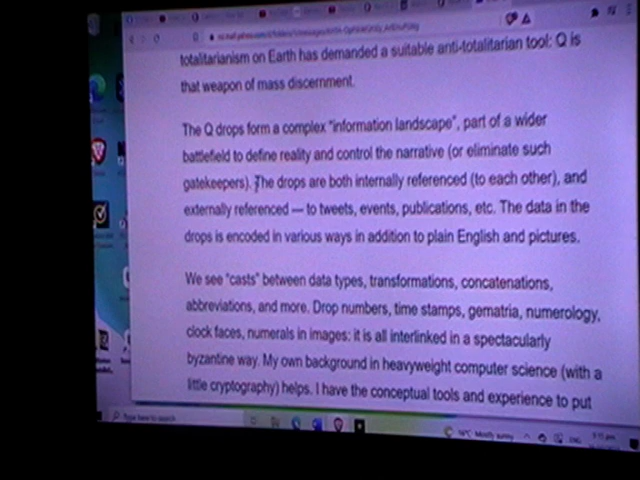 totalitarianism on Earth has demanded a suitable anti-totalitarian tool: Q is
that weapon of mass discernment.
The Q drops form a complex "information landscape", part of a wider
battlefield to define reality and control the narrative (or eliminate such
gatekeepers). The drops are both internally referenced (to each other), and
externally referenced — to tweets, events, publications, etc. The data in the
drops is encoded in various ways in addition to plain English and pictures.
We see "casts" between data types, transformations, concatenations,
abbreviations, and more. Drop numbers, time stamps, gematria, numerology,
clock faces, numerals in images: it is all interlinked in a spectacularly
byzantine way. My own background in heavyweight computer science (with a
little cryptography) helps. I have the conceptual tools and experience to put
Type here to search
Mostly sunny